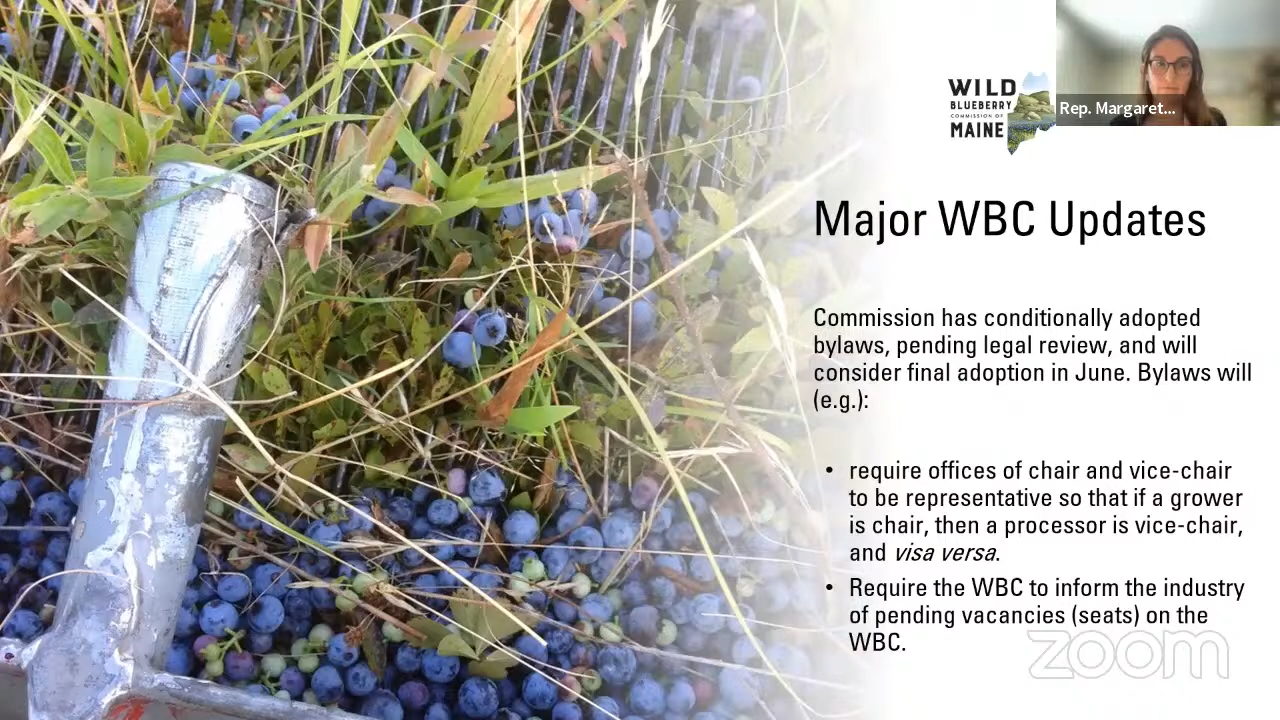 WILD
BLUEBERRY
COMMISSION OF
MAINE
Rep. Margaret...
Major WBC Updates
Commission has conditionally adopted
bylaws, pending legal review, and will
consider final adoption in June. Bylaws will
(e.g.):
• require offices of chair and vice-chair
to be representative so that if a grower
is chair, then a processor is vice-chair,
and visa versa.
• Require the WBC to inform the industry
of pending vacancies (seats) on the
WBC.
zoom